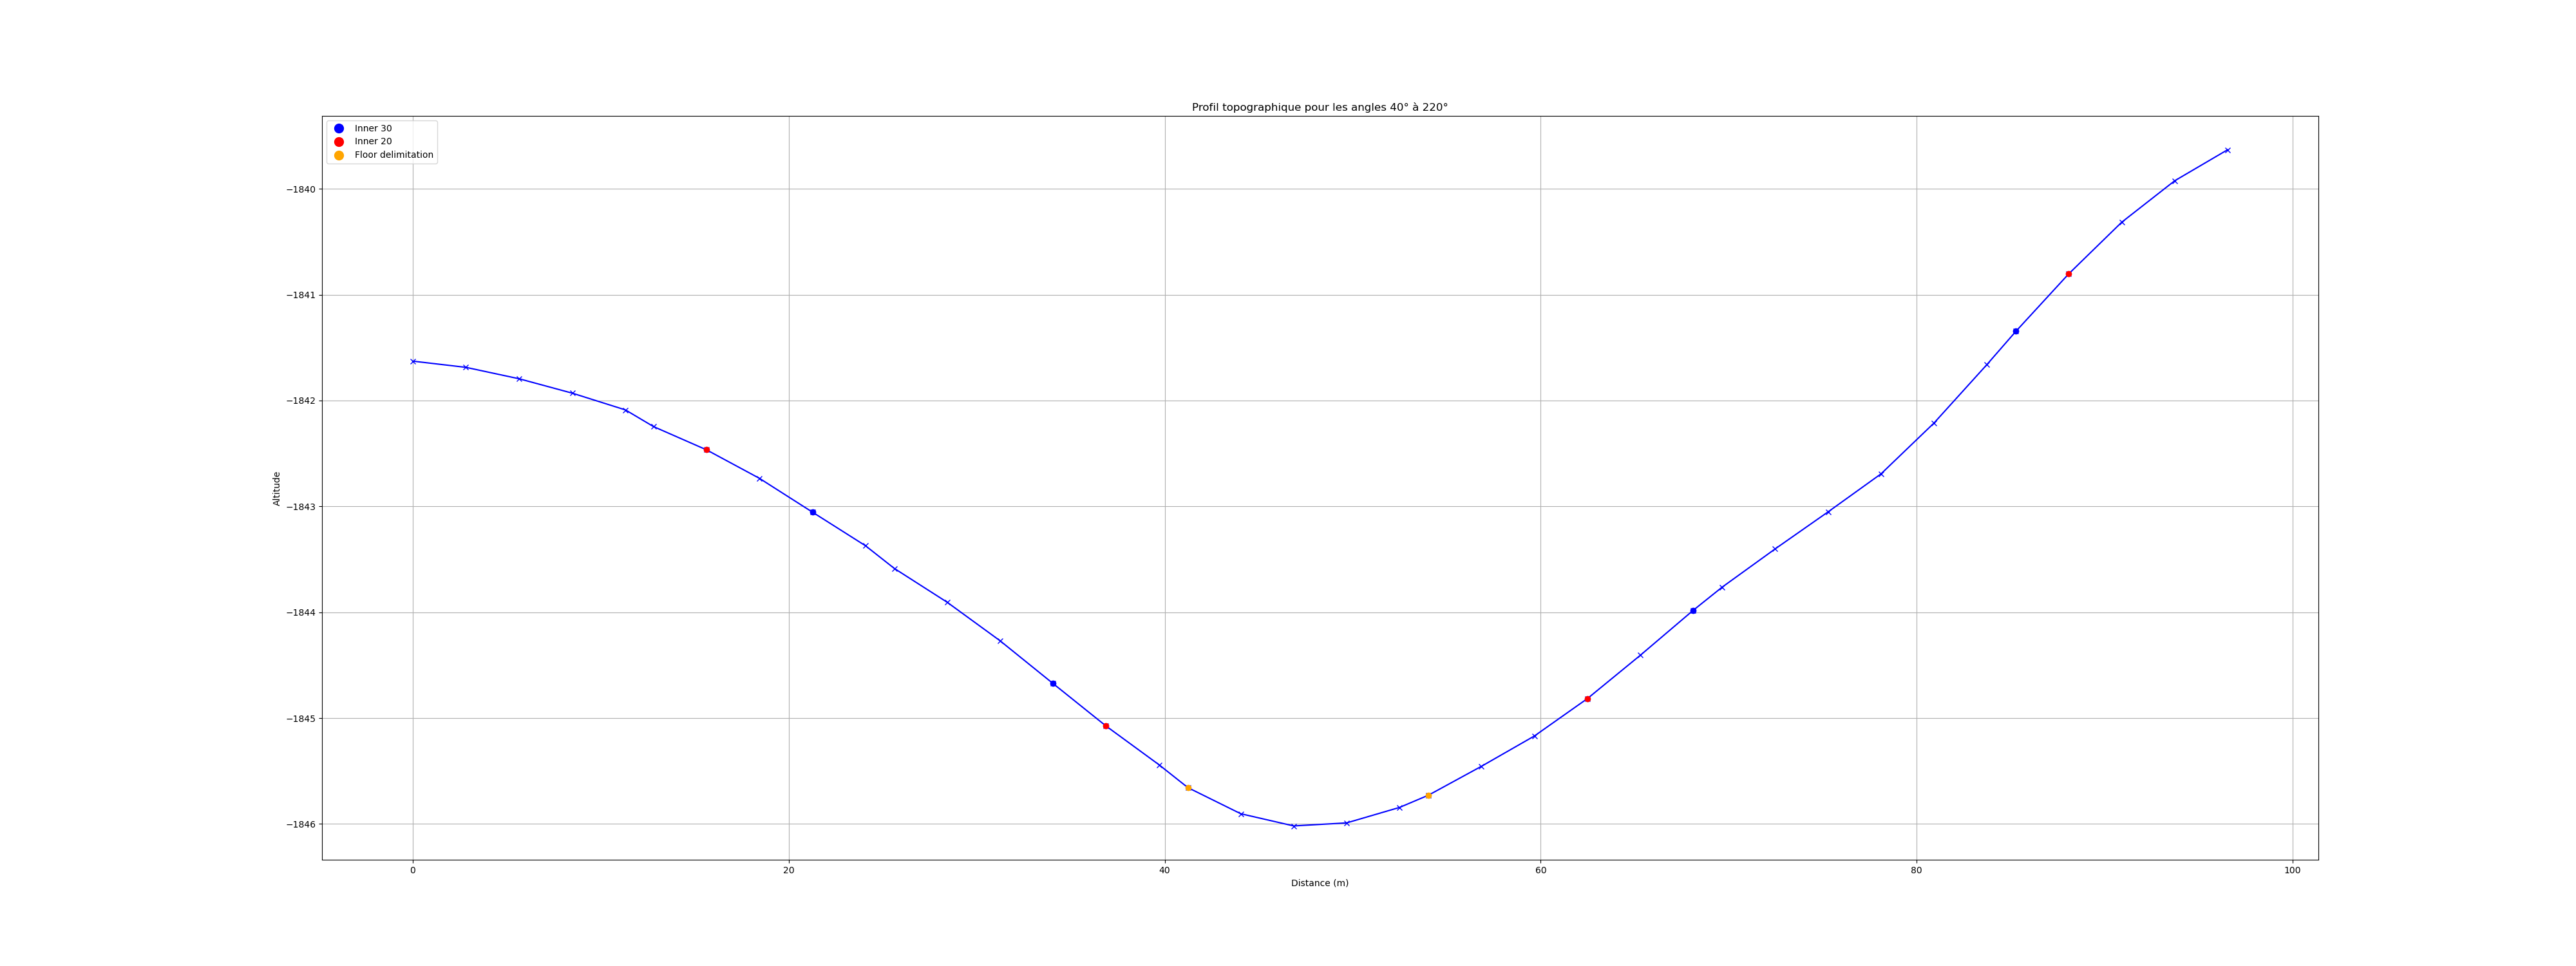 Profil topographique pour les angles 40° à 220°
Inner 30
Inner 20
Floor delimitation
−1840
−1841
−1842
−1843
−1844
−1845
−1846
Altitude
0
20
40
60
80
100
Distance (m)